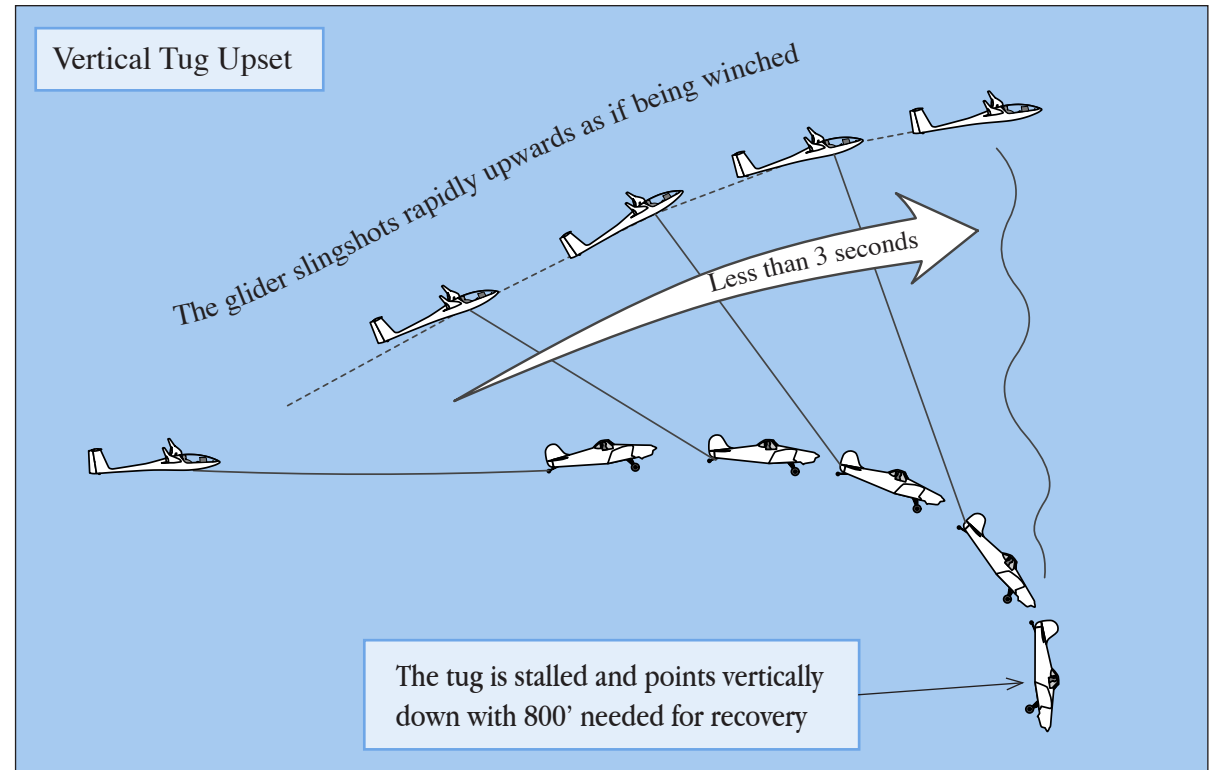 Vertical Tug Upset
The glider slingshots rapidly upwards as if being winched
Less than 3 seconds
The tug is stalled and points vertically
down with 800’ needed for recovery